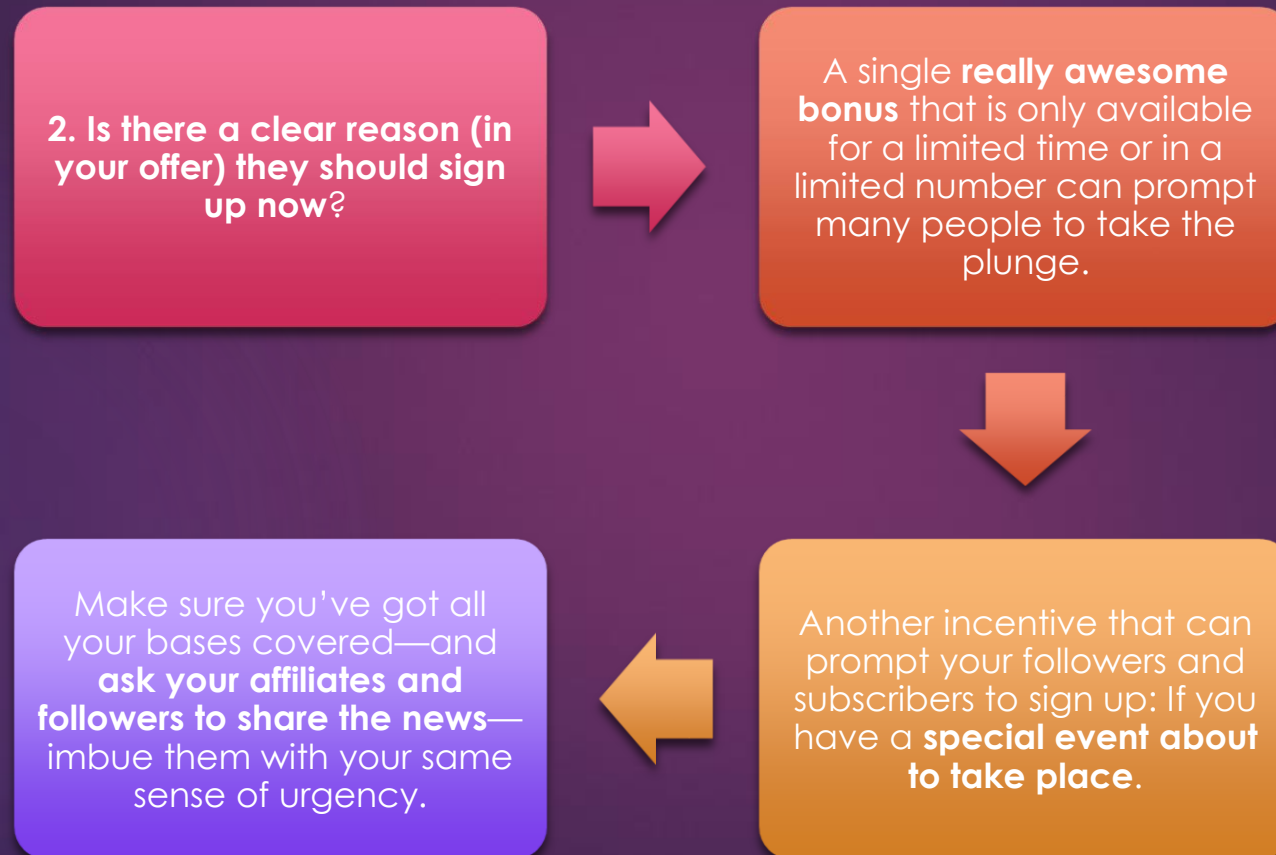 2. Is there a clear reason (in
your offer) they should sign
up now?
A single really awesome
bonus that is only available
for a limited time or in a
limited number can prompt
many people to take the
plunge.
Another incentive that can
prompt your followers and
subscribers to sign up: If you
have a special event about
to take place.
Make sure you’ve got all
your bases covered—and
ask your affiliates and
followers to share the news—
imbue them with your same
sense of urgency.